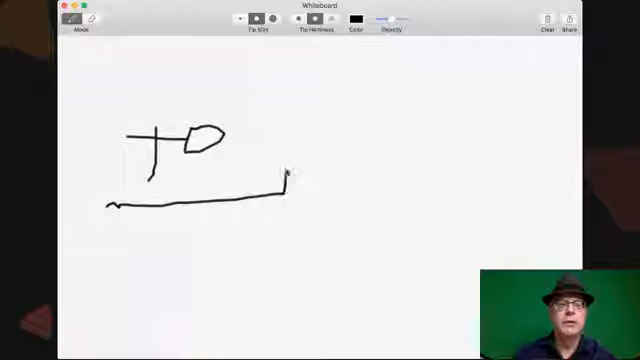 Whiteboard
Mode
Tip Size
Tip Hardness
Color
Opacity
Clear
Share